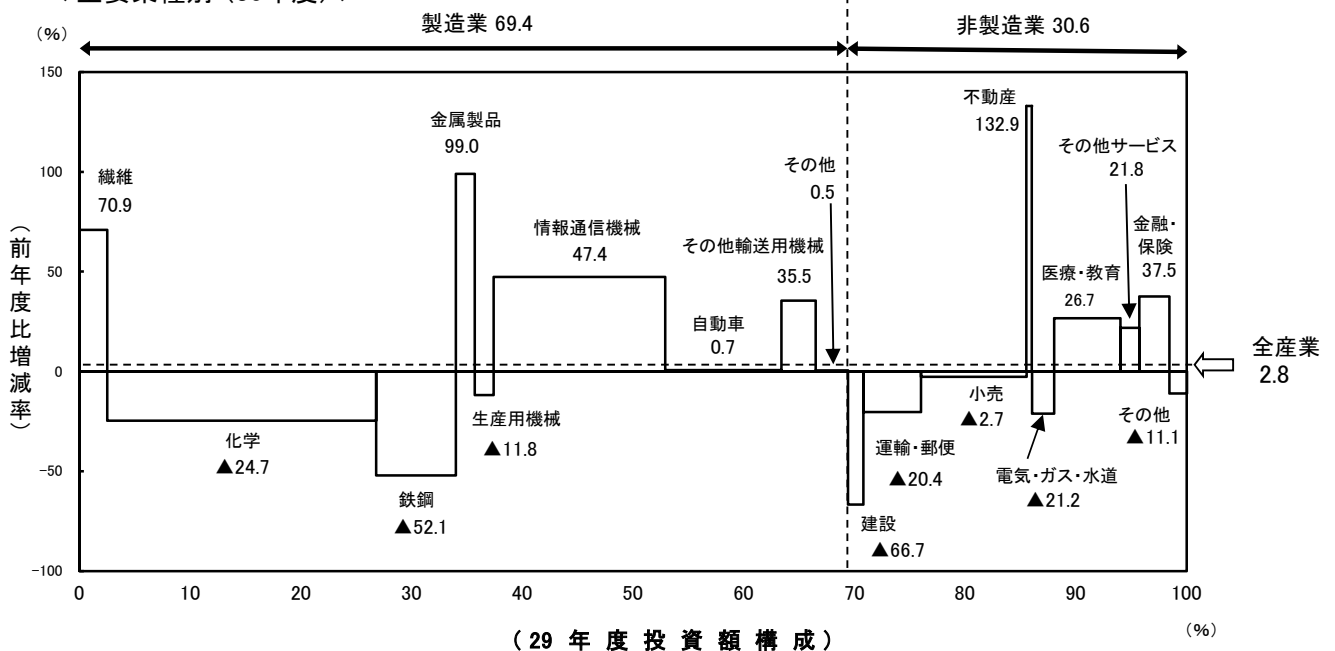 製造業 69.4
非製造業 30.6
(%)
150
100
50
0
-50
-100
(前年度比増減率)
繊維
70.9
化学
▲24.7
鉄鋼
▲52.1
金属製品
99.0
生産用機械
▲11.8
情報通信機械
47.4
自動車
0.7
その他輸送用機械
35.5
その他
0.5
建設
▲66.7
運輸・郵便
▲20.4
小売
▲2.7
不動産
132.9
電気・ガス・水道
▲21.2
医療・教育
26.7
その他サービス
21.8
金融・
保険
37.5
その他
▲11.1
全産業
2.8
0 10 20 30 40 50 60 70 80 90 100
(%)
(29年度投資額構成)